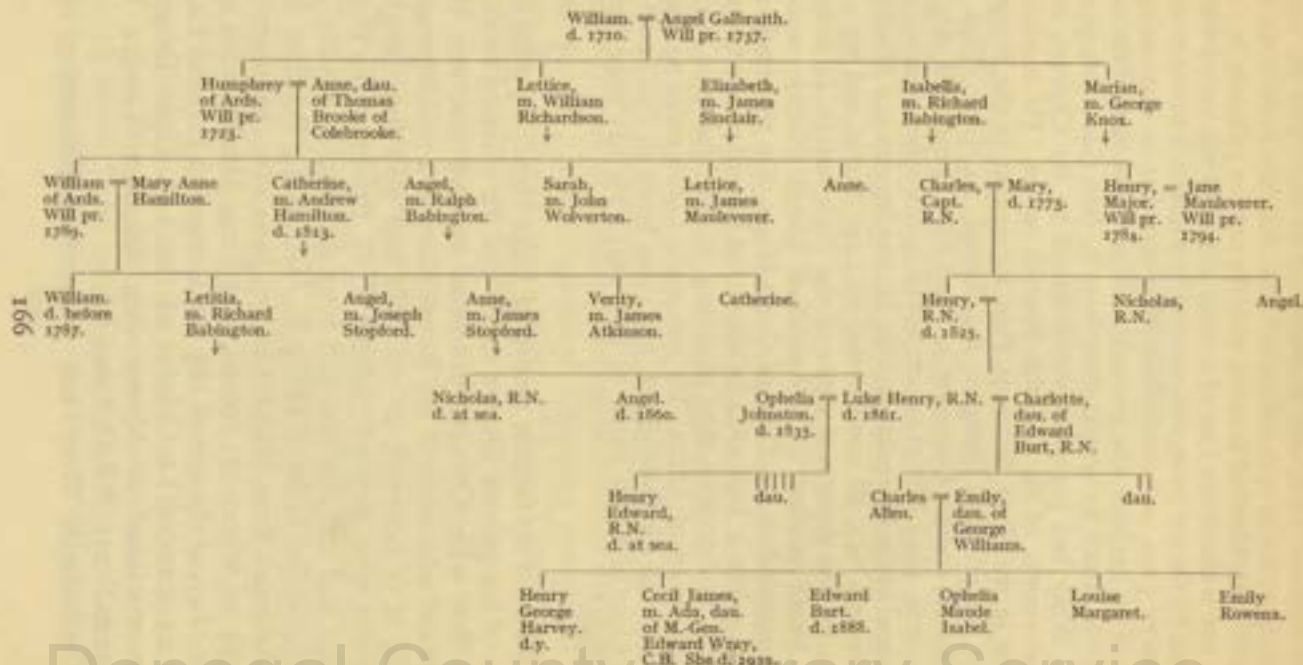 William. Angel Galbraith.
d. 1710. Will pr. 1737.
Humphrey
of Ards.
Will pr.
1723.
Anne, dau.
of Thomas
Brooke of
Colebrooke.
Lettice,
m. William
Richardson.
Elizabeth,
m. James
Sinclair.
Isabella,
m. Richard
Babington.
Marian,
m. George
Knox.
William
of Ards.
Will pr.
1789.
Mary Anne
Hamilton.
Catherine,
m. Andrew
Hamilton.
d. 1813.
Angel,
m. Ralph
Babington.
Sarah,
m. John
Wolverton.
Lettice,
m. James
Mauleverer.
Anne.
Charles,
Capt.
R.N.
Mary,
d. 1775.
Henry,
Major.
Will pr.
1784.
= Jane
Mauleverer.
Will pr.
1794.
166
William.
d. before
1787.
Letitia,
m. Richard
Babington.
Angel,
m. Joseph
Stopford.
Anne,
m. James
Stopford.
Verity,
m. James
Atkinson.
Catherine.
Henry,
R.N.
d. 1825.
Nicholas,
R.N.
Angel.
Nicholas, R.N.
d. at sea.
Angel.
d. 1860.
Ophelia
Johnston.
d. 1835.
Luke Henry, R.N.
d. 1861.
Charlotte,
dau. of
Edward
Burt, R.N.
Henry
Edward,
R.N.
d. at sea.
dau.
Charles
Allen.
Emily,
dau. of
George
Williams.
dau.
Henry
George
Harvey.
d.y.
Cecil James,
m. Ada, dau.
of M.-Gen.
Edward Wray,
C.B. She d.
Edward
Burt.
d. 1888.
Ophelia
Maude
Isabel.
Louise
Margaret.
Emily
Rowena.
Donegal County Library Service